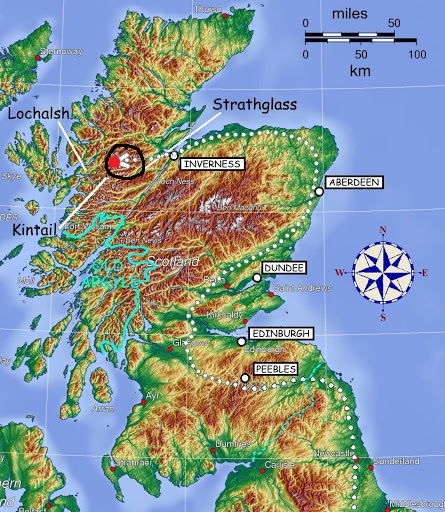 Thurso
miles
0 50
0 50 100
km
Stornoway
Lochalsh
Strathglass
INVERNESS
Skye
Loch Ness
ABERDEEN
Kintail
Fort William
Ben Nevis
OLD
ARGYLE
Scotland
N
W E
S
DUNDEE
Perth
Saint Andrews
Kirkcaldy
EDINBURGH
Edinburgh
Glasgow
PEEBLES
Arran
Ayr
Dumfries
Newcastle
Stranraer
Carlisle
Sunderland
Middlesbrough
Belfast